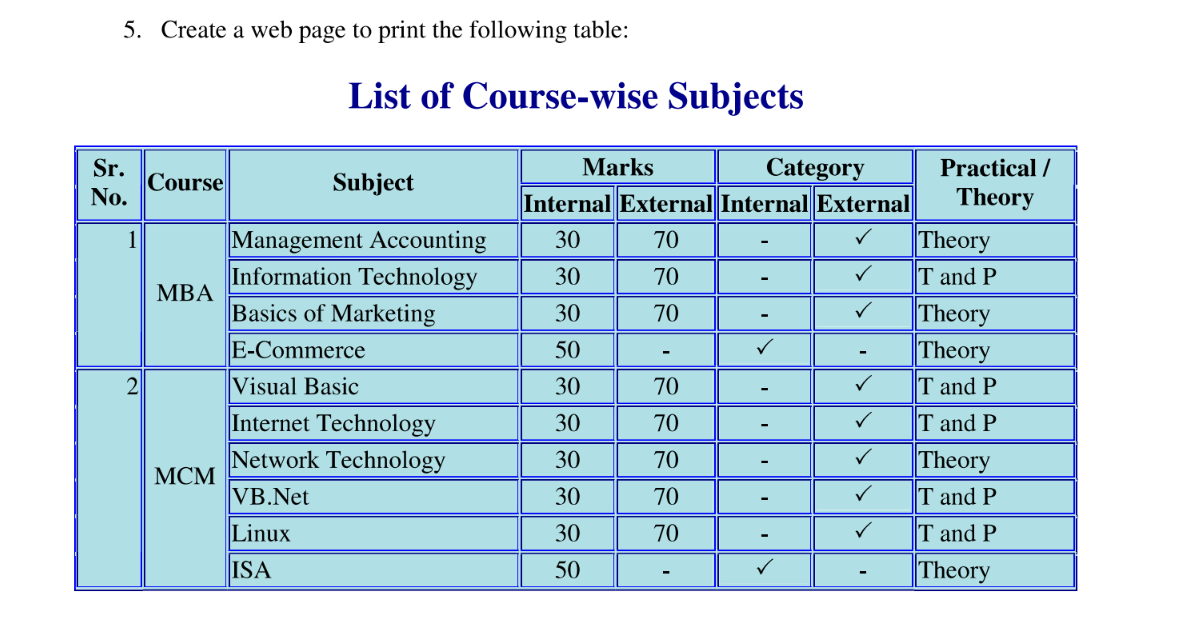 5. Create a web page to print the following table:
List of Course-wise Subjects
Sr. No. Course Subject Marks Category Practical / Theory
Internal External Internal External
1 MBA Management Accounting 30 70 - ✓ Theory
Information Technology 30 70 - ✓ T and P
Basics of Marketing 30 70 - ✓ Theory
E-Commerce 50 - ✓ - Theory
2 MCM Visual Basic 30 70 - ✓ T and P
Internet Technology 30 70 - ✓ T and P
Network Technology 30 70 - ✓ Theory
VB.Net 30 70 - ✓ T and P
Linux 30 70 - ✓ T and P
ISA 50 - ✓ - Theory